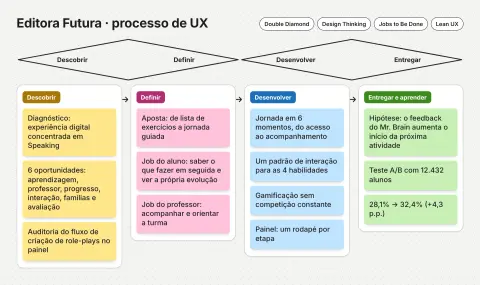 Editora Futura · processo de UX
Double Diamond
Design Thinking
Jobs to Be Done
Lean UX
Descobrir
Definir
Desenvolver
Entregar
Descobrir
Diagnóstico:
experiência digital
concentrada em
Speaking
6 oportunidades:
aprendizagem,
professor, progresso,
interação, famílias e
avaliação
Auditoria do fluxo de
criação de role-plays no
painel
Definir
Aposta: de lista de
exercícios a jornada
guiada
Job do aluno: saber o
que fazer em seguida e
ver a própria evolução
Job do professor:
acompanhar e orientar
a turma
Desenvolver
Jornada em 6
momentos, do acesso
ao acompanhamento
Um padrão de interação
para as 4 habilidades
Gamificação sem
competição constante
Painel: um rodapé por
etapa
Entregar e aprender
Hipótese: o feedback
do Mr. Brain aumenta o
início da próxima
atividade
Teste A/B com 12.432
alunos
28,1% → 32,4% (+4,3
p.p.)